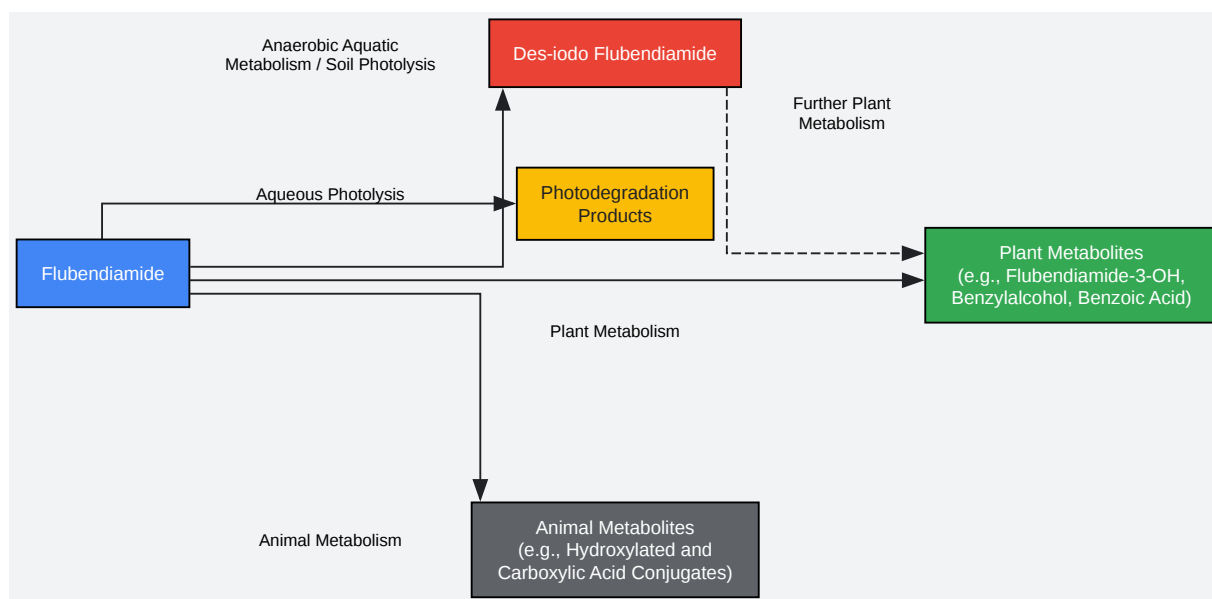 Anaerobic Aquatic
Metabolism / Soil Photolysis
Des-iodo Flubendiamide
Further Plant
Metabolism
Aqueous Photolysis
Photodegradation
Products
Flubendiamide
Plant Metabolites
(e.g., Flubendiamide-3-OH,
Benzylalcohol, Benzoic Acid)
Plant Metabolism
Animal Metabolism
Animal Metabolites
(e.g., Hydroxylated and
Carboxylic Acid Conjugates)